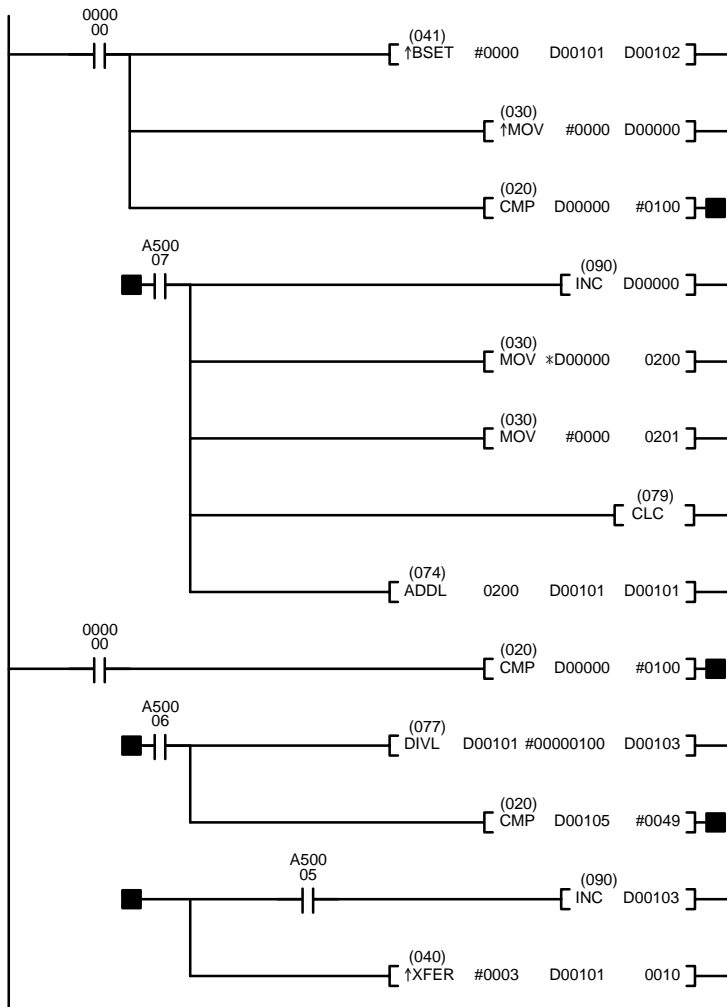 0000
00
(041)
↑BSET #0000 D00101 D00102
(030)
↑MOV #0000 D00000
(020)
CMP D00000 #0100
A500
07
(090)
INC D00000
(030)
MOV *D00000 0200
(030)
MOV #0000 0201
(079)
CLC
(074)
ADDL 0200 D00101 D00101
0000
00
(020)
CMP D00000 #0100
A500
06
(077)
DIVL D00101 #00000100 D00103
(020)
CMP D00105 #0049
A500
05
(090)
INC D00103
(040)
↑XFER #0003 D00101 0010